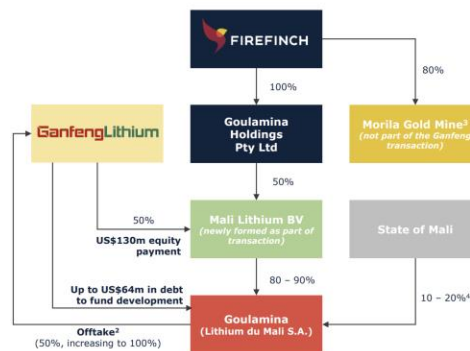 FIREFINCH
100%
80%
GanfengLithium
Goulamina
Holdings
Pty Ltd
Morila Gold Mine³
(not part of the Ganfeng
transaction)
50%
50%
US$130m equity
payment
Mali Lithium BV
(newly formed as part of
transaction)
State of Mali
Up to US$64m in debt
to fund development
80 – 90%
10 – 20%⁴
Goulamina
(Lithium du Mali S.A.)
Offtake²
(50%, increasing to 100%)